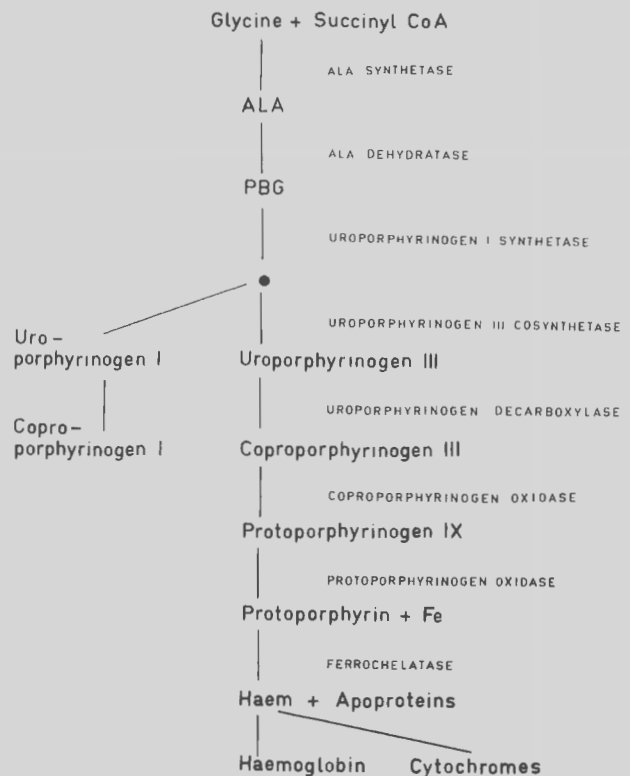 Glycine + Succinyl CoA
ALA SYNTHETASE
ALA
ALA DEHYDRATASE
PBG
UROPORPHYRINOGEN I SYNTHETASE
UROPORPHYRINOGEN III COSYNTHETASE
Uro-
porphyrinogen I
Uroporphyrinogen III
UROPORPHYRINOGEN DECARBOXYLASE
Copro-
porphyrinogen I
Coproporphyrinogen III
COPROPORPHYRINOGEN OXIDASE
Protoporphyrinogen IX
PROTOPORPHYRINOGEN OXIDASE
Protoporphyrin + Fe
FERROCHELATASE
Haem + Apoproteins
Haemoglobin Cytochromes